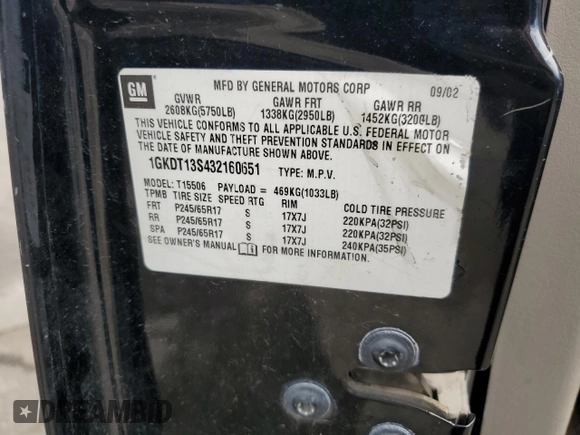 GM
MFD BY GENERAL MOTORS CORP 09/02
GVWR GAWR FRT GAWR RR
2608KG(5750LB) 1338KG(2950LB) 1452KG(3200LB)
THIS VEHICLE CONFORMS TO ALL APPLICABLE U.S. FEDERAL MOTOR
VEHICLE SAFETY AND THEFT PREVENTION STANDARDS IN EFFECT ON
THE DATE OF MANUFACTURE SHOWN ABOVE.
1GKDT13S432160651 TYPE: M.P.V.
MODEL: T15506 PAYLOAD = 469KG(1033LB)
TPMB TIRE SIZE SPEED RTG RIM COLD TIRE PRESSURE
FRT P245/65R17 S 17X7J 220KPA(32PSI)
RR P245/65R17 S 17X7J 220KPA(32PSI)
SPA P245/65R17 S 17X7J 240KPA(35PSI)
SEE OWNER'S MANUAL i FOR MORE INFORMATION.
DREAMBID